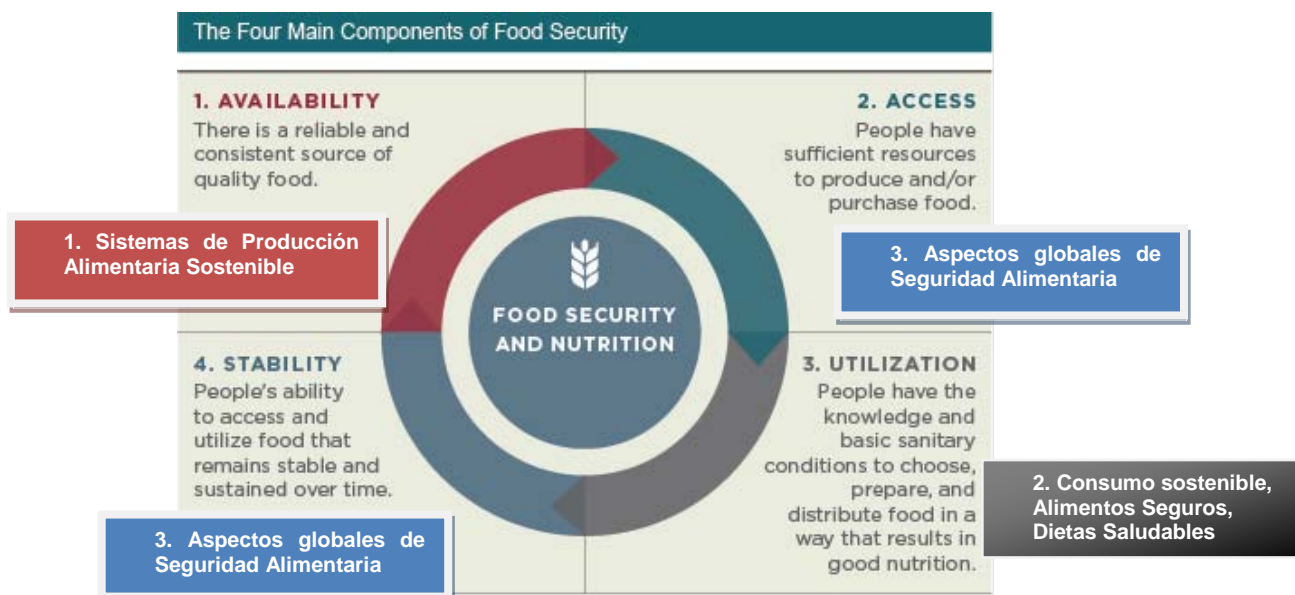 The Four Main Components of Food Security
1. AVAILABILITY
There is a reliable and
consistent source of
quality food.
2. ACCESS
People have
sufficient resources
to produce and/or
purchase food.
1. Sistemas de Producción
Alimentaria Sostenible
3. Aspectos globales de
Seguridad Alimentaria
FOOD SECURITY
AND NUTRITION
4. STABILITY
People's ability
to access and
utilize food that
remains stable and
sustained over time.
3. UTILIZATION
People have the
knowledge and
basic sanitary
conditions to choose,
prepare, and
distribute food in a
way that results in
good nutrition.
2. Consumo sostenible,
Alimentos Seguros,
Dietas Saludables
3. Aspectos globales de
Seguridad Alimentaria